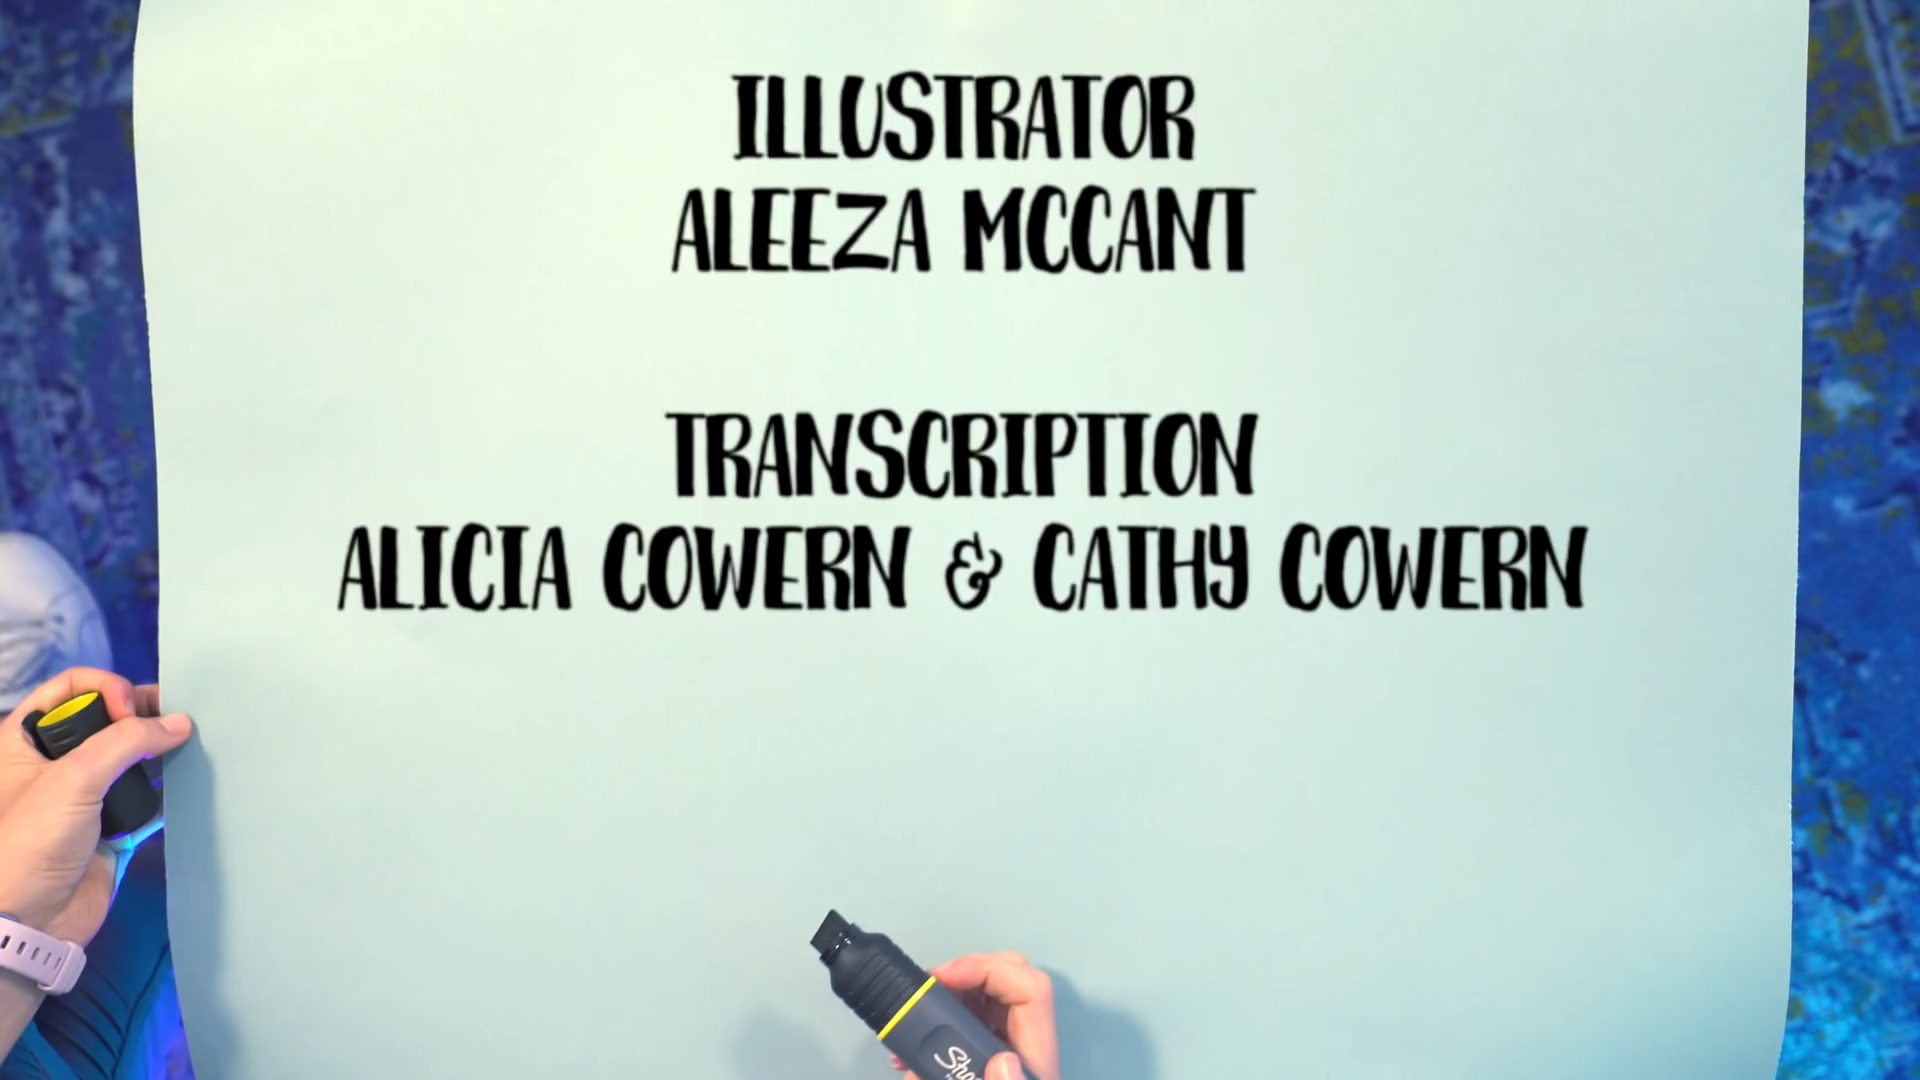 ILLUSTRATOR
ALEEZA MCCANT
TRANSCRIPTION
ALICIA COWERN & CATHY COWERN